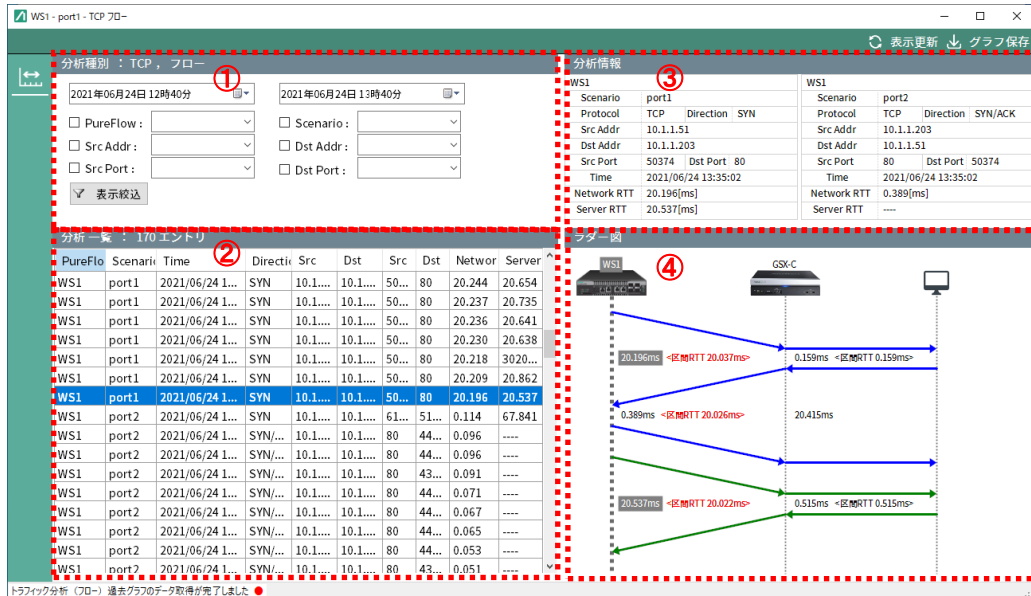 WS1 - port1 - TCP フロー
表示更新 グラフ保存
分析種別 : TCP , フロー
①
2021年06月24日 12時40分 2021年06月24日 13時40分
PureFlow : Scenario :
Src Addr : Dst Addr :
Src Port : Dst Port :
表示絞込
分析情報
③
WS1
Scenario port1
Protocol TCP Direction SYN
Src Addr 10.1.1.51
Dst Addr 10.1.1.203
Src Port 50374 Dst Port 80
Time 2021/06/24 13:35:02
Network RTT 20.196[ms]
Server RTT 20.537[ms]
WS1
Scenario port2
Protocol TCP Direction SYN/ACK
Src Addr 10.1.1.203
Dst Addr 10.1.1.51
Src Port 80 Dst Port 50374
Time 2021/06/24 13:35:02
Network RTT 0.389[ms]
Server RTT ----
分析一覧 : 170 エントリ
②
PureFlo Scenari Time Directi Src Dst Src Dst Networ Server
WS1 port1 2021/06/24 1... SYN 10.1.... 10.1.... 50... 80 20.244 20.654
WS1 port1 2021/06/24 1... SYN 10.1.... 10.1.... 50... 80 20.237 20.735
WS1 port1 2021/06/24 1... SYN 10.1.... 10.1.... 50... 80 20.236 20.641
WS1 port1 2021/06/24 1... SYN 10.1.... 10.1.... 50... 80 20.230 20.638
WS1 port1 2021/06/24 1... SYN 10.1.... 10.1.... 50... 80 20.218 3020...
WS1 port1 2021/06/24 1... SYN 10.1.... 10.1.... 50... 80 20.209 20.862
WS1 port1 2021/06/24 1... SYN 10.1.... 10.1.... 50... 80 20.196 20.537
WS1 port2 2021/06/24 1... SYN 10.1.... 10.1.... 61... 51... 0.114 67.841
WS1 port2 2021/06/24 1... SYN/... 10.1.... 10.1.... 80 44... 0.096 ----
WS1 port2 2021/06/24 1... SYN/... 10.1.... 10.1.... 80 44... 0.096 ----
WS1 port2 2021/06/24 1... SYN/... 10.1.... 10.1.... 80 43... 0.091 ----
WS1 port2 2021/06/24 1... SYN/... 10.1.... 10.1.... 80 44... 0.071 ----
WS1 port2 2021/06/24 1... SYN/... 10.1.... 10.1.... 80 44... 0.067 ----
WS1 port2 2021/06/24 1... SYN/... 10.1.... 10.1.... 80 44... 0.065 ----
WS1 port2 2021/06/24 1... SYN/... 10.1.... 10.1.... 80 44... 0.053 ----
WS1 port2 2021/06/24 1... SYN/... 10.1.... 10.1.... 80 43... 0.051 ----
ラダー図
④
WS1 GSX-C
20.196ms <区間RTT 20.037ms> 0.159ms <区間RTT 0.159ms>
0.389ms <区間RTT 20.026ms> 20.415ms
20.537ms <区間RTT 20.022ms> 0.515ms <区間RTT 0.515ms>
トラフィック分析 (フロー) 過去グラフのデータ取得が完了しました